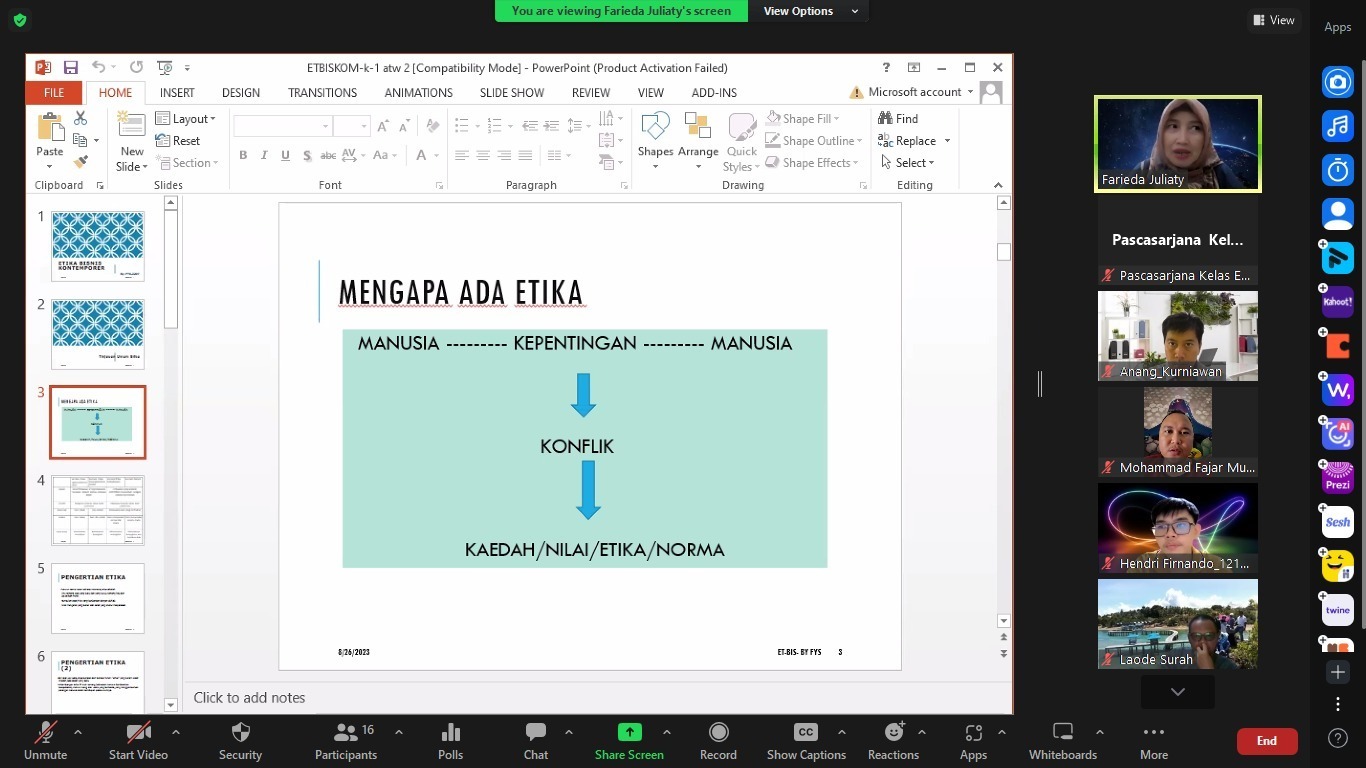 You are viewing Farieda Juliaty's screen
View Options
View
Apps
ETBISKOM-k-1 atw 2 [Compatibility Mode] - PowerPoint (Product Activation Failed)
FILE HOME INSERT DESIGN TRANSITIONS ANIMATIONS SLIDE SHOW REVIEW VIEW ADD-INS
Microsoft account
Paste
New Slide
Layout
Reset
Section
B I U S abc AV Aa A
Shapes Arrange Quick Styles
Shape Fill
Shape Outline
Shape Effects
Find
Replace
Select
Clipboard Slides Font Paragraph Drawing Editing
1
ETIKA BISNIS
KONTEMPORER
2
Tinjauan Umum Etika
3
MENGAPA ADA ETIKA
4
5
PENGERTIAN ETIKA
6
PENGERTIAN ETIKA
(2)
MENGAPA ADA ETIKA
MANUSIA --------- KEPENTINGAN --------- MANUSIA
KONFLIK
KAEDAH/NILAI/ETIKA/NORMA
8/26/2023
ET-BIS- BY FYS 3
Click to add notes
Farieda Juliaty
Pascasarjana Kel...
Pascasarjana Kelas E...
Anang_Kurniawan
Mohammad Fajar Mu...
Hendri Firnando_121...
Laode Surah
Kahoot!
W,
AI
Prezi
Sesh
twine
Unmute
Start Video
Security
16
Participants
Polls
Chat
Share Screen
Record
CC
Show Captions
Reactions
Apps
Whiteboards
More
End